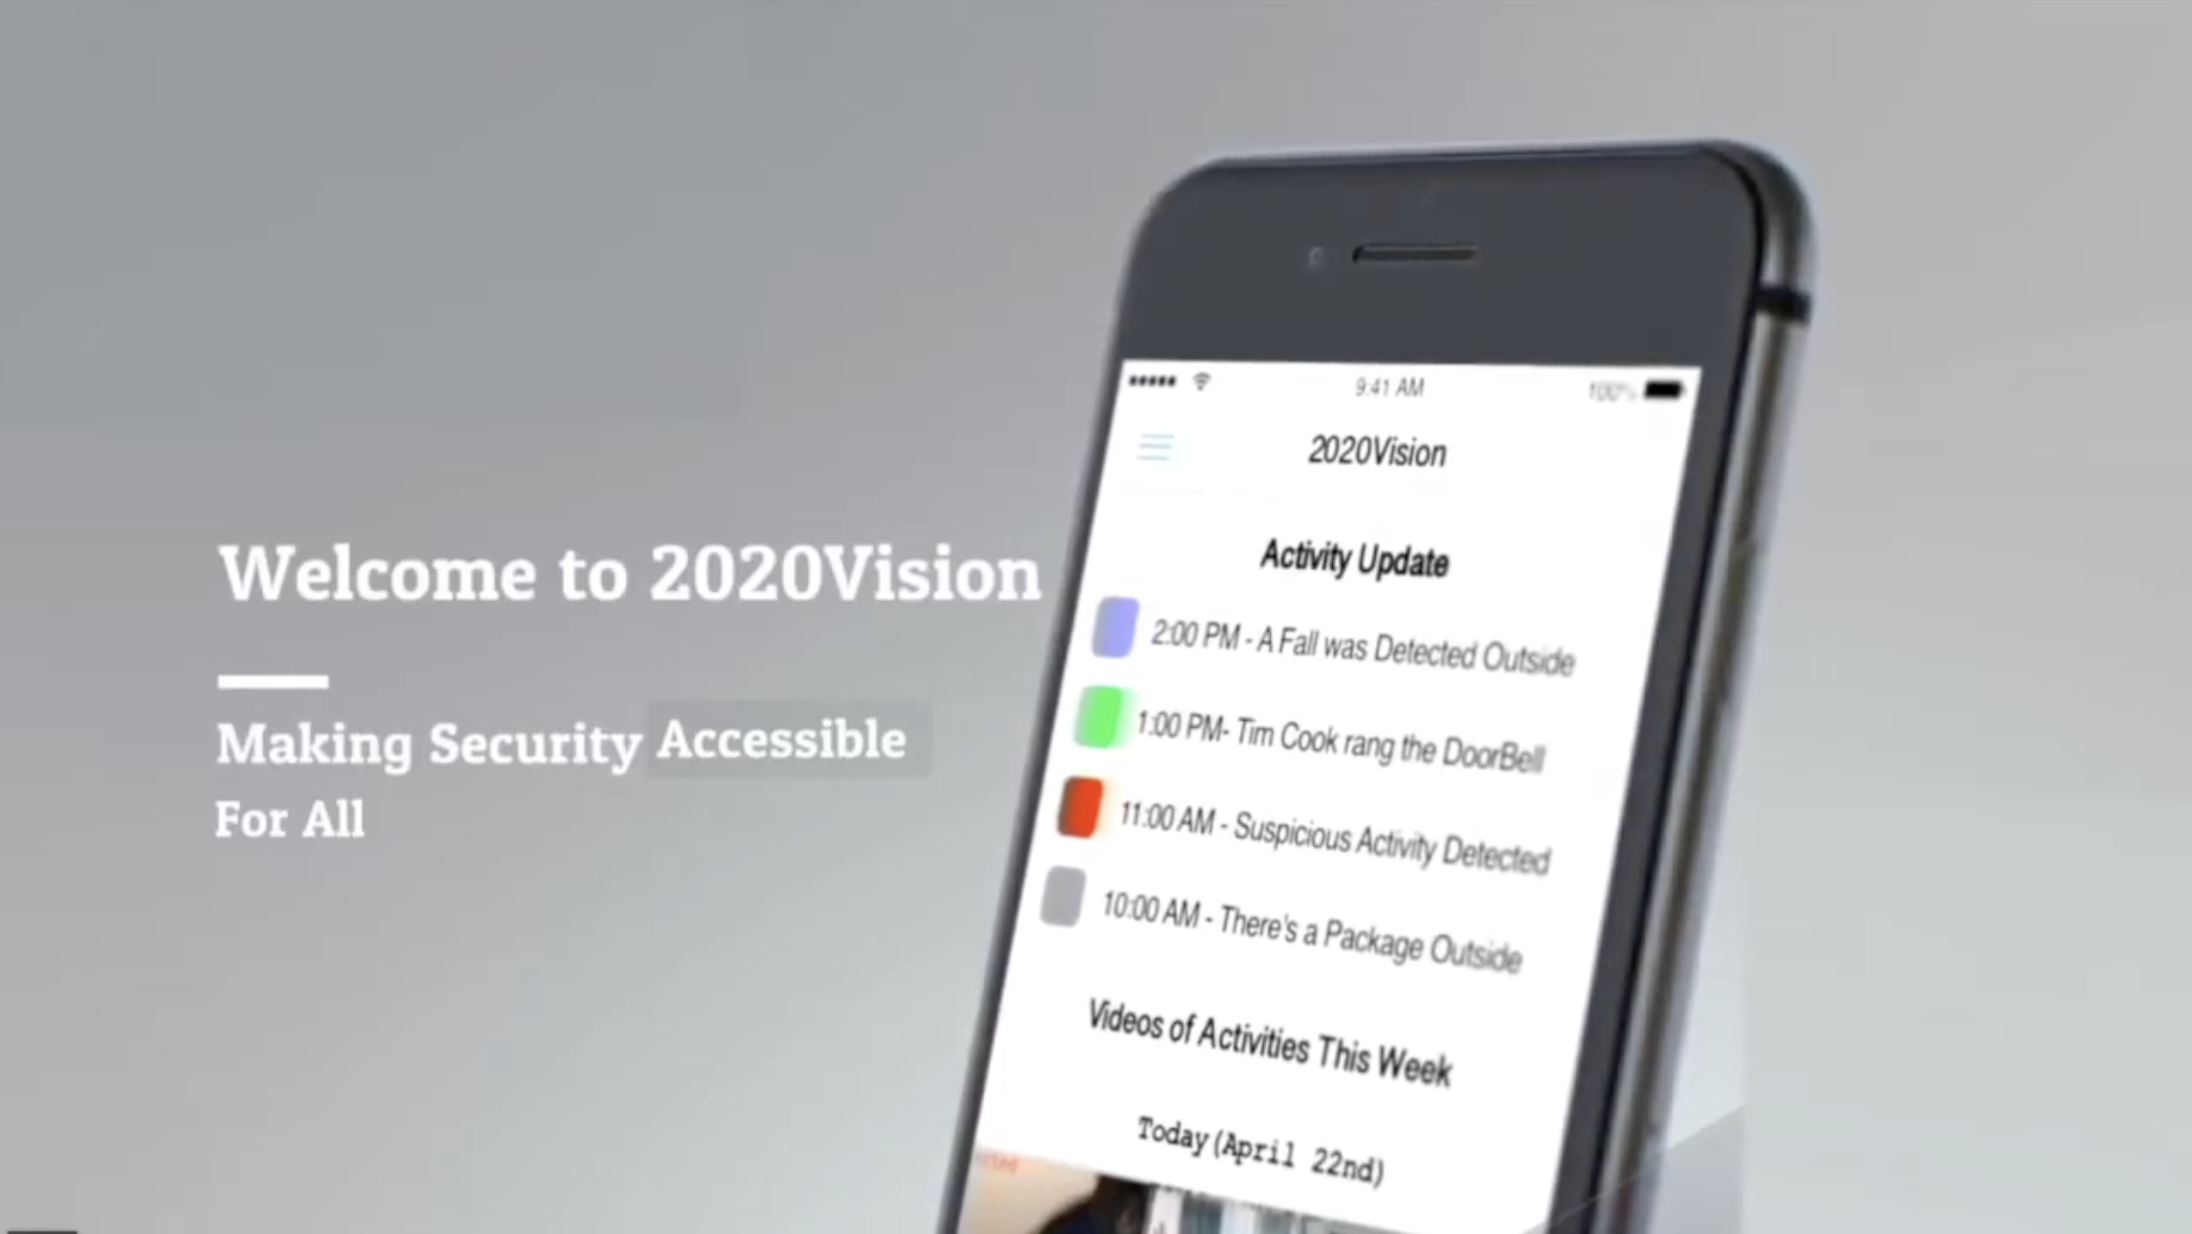 Welcome to 2020Vision
Making Security Accessible
For All
9:41 AM
100%
2020Vision
Activity Update
2:00 PM - A Fall was Detected Outside
1:00 PM- Tim Cook rang the DoorBell
11:00 AM - Suspicious Activity Detected
10:00 AM - There's a Package Outside
Videos of Activities This Week
Today (April 22nd)